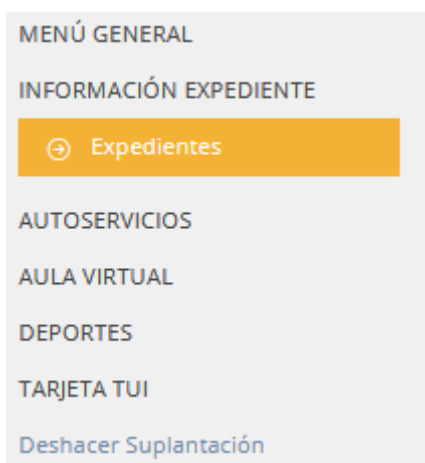 MENÚ GENERAL
INFORMACIÓN EXPEDIENTE
Expedientes
AUTOSERVICIOS
AULA VIRTUAL
DEPORTES
TARJETA TUI
Deshacer Suplantación